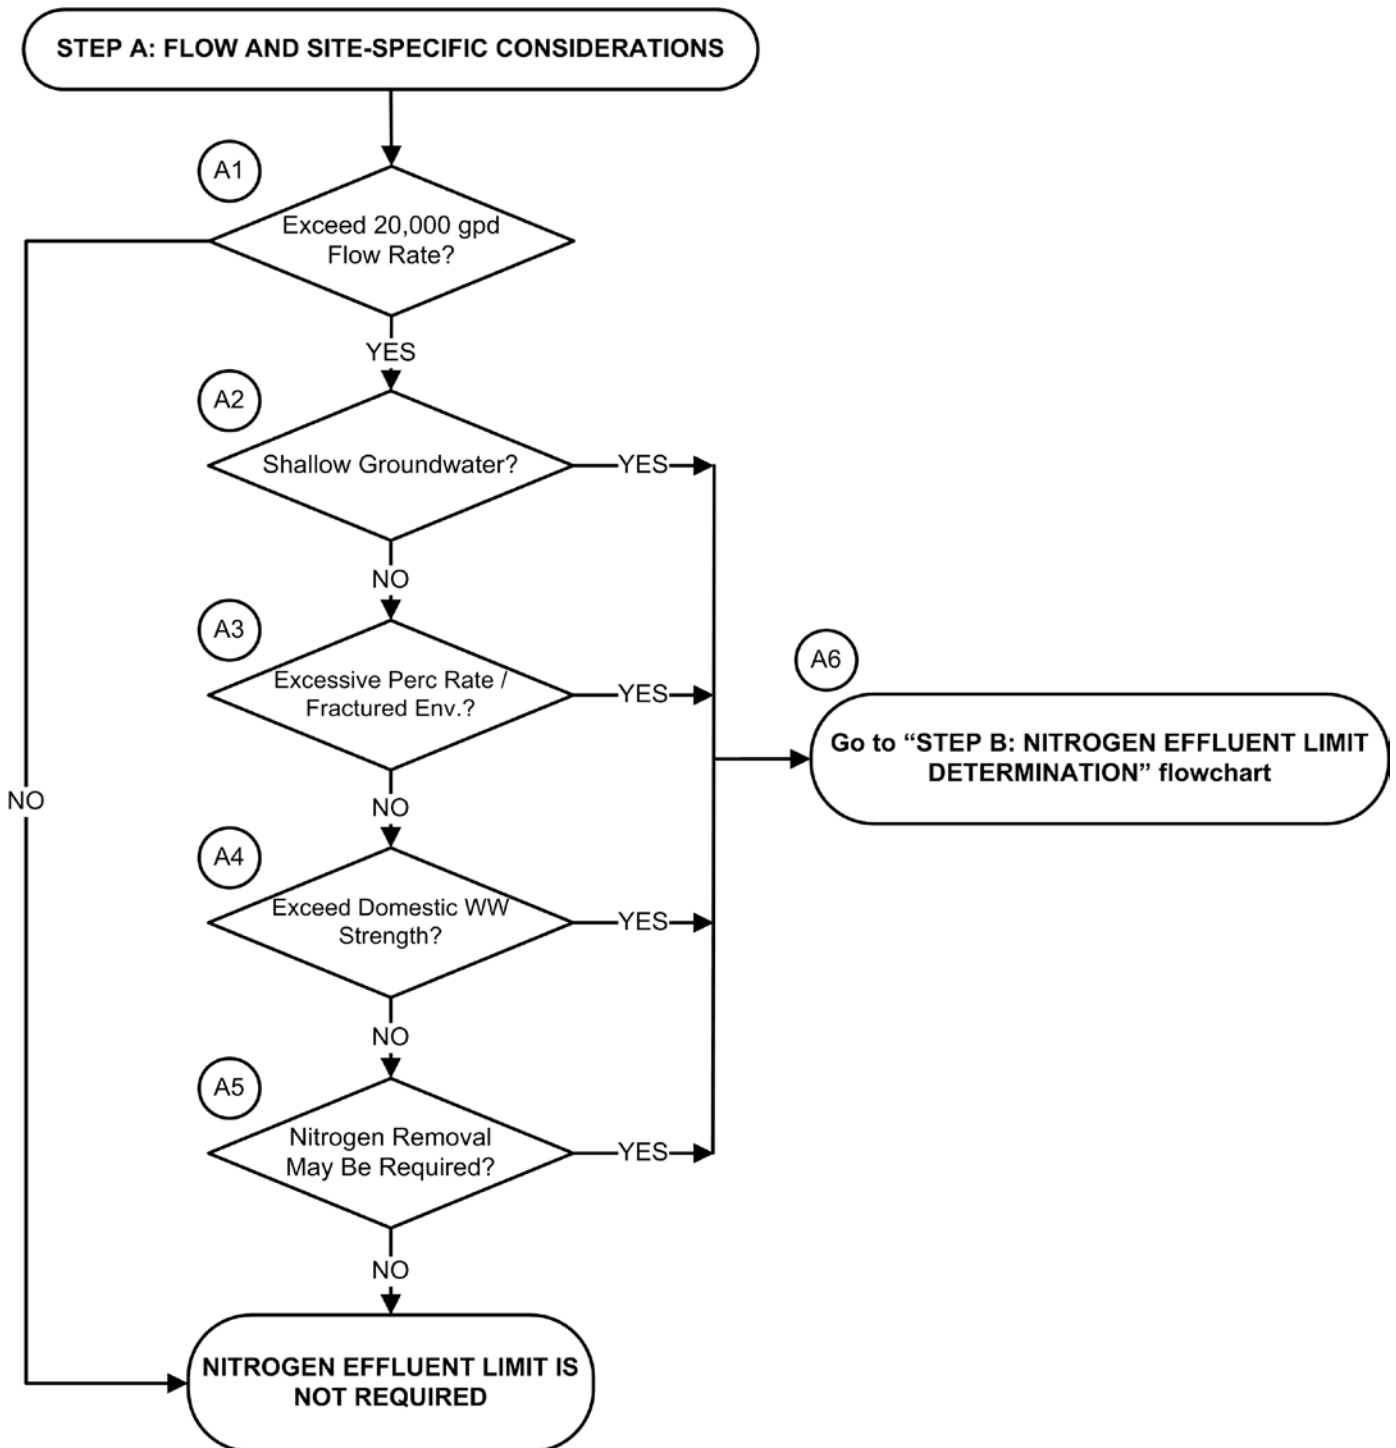 STEP A: FLOW AND SITE-SPECIFIC CONSIDERATIONS
A1
Exceed 20,000 gpd
Flow Rate?
YES
A2
Shallow Groundwater?
YES
NO
A3
Excessive Perc Rate /
Fractured Env.?
YES
A6
Go to “STEP B: NITROGEN EFFLUENT LIMIT
DETERMINATION” flowchart
NO
NO
A4
Exceed Domestic WW
Strength?
YES
NO
A5
Nitrogen Removal
May Be Required?
YES
NO
NITROGEN EFFLUENT LIMIT IS
NOT REQUIRED